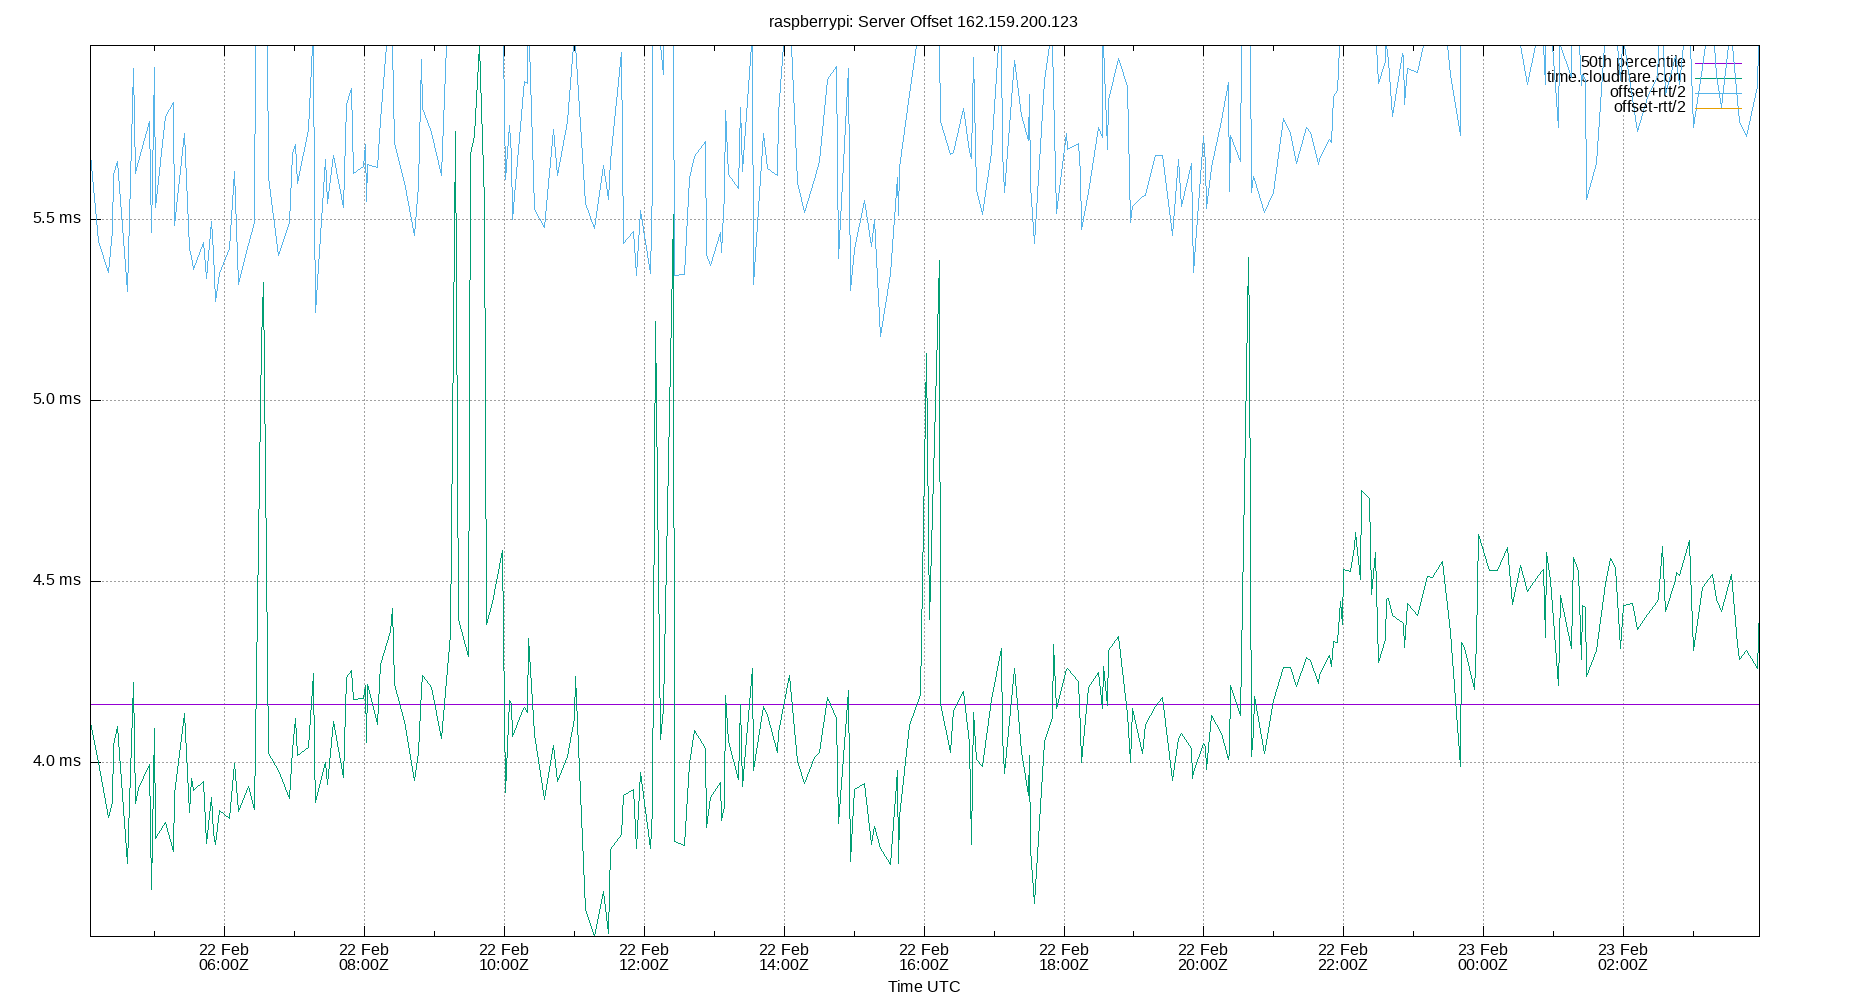 raspberrypi: Server Offset 162.159.200.123
50th percentile
time.cloudflare.com
offset+rtt/2
offset-rtt/2
5.5 ms
5.0 ms
4.5 ms
4.0 ms
22 Feb 22 Feb 22 Feb 22 Feb 22 Feb 22 Feb 22 Feb 22 Feb 22 Feb 23 Feb 23 Feb
06:00Z 08:00Z 10:00Z 12:00Z 14:00Z 16:00Z 18:00Z 20:00Z 22:00Z 00:00Z 02:00Z
Time UTC